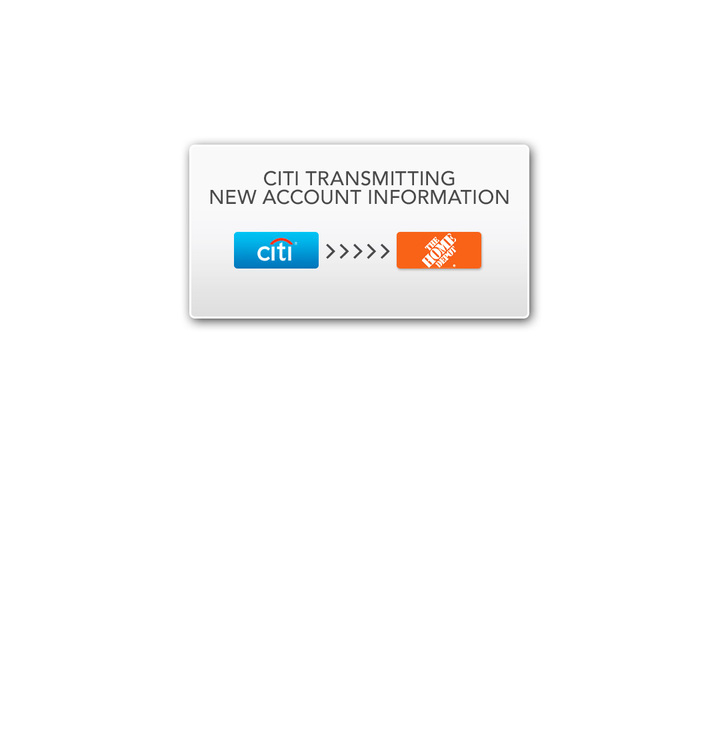 CITI TRANSMITTING
NEW ACCOUNT INFORMATION
citi
THE
HOME
DEPOT